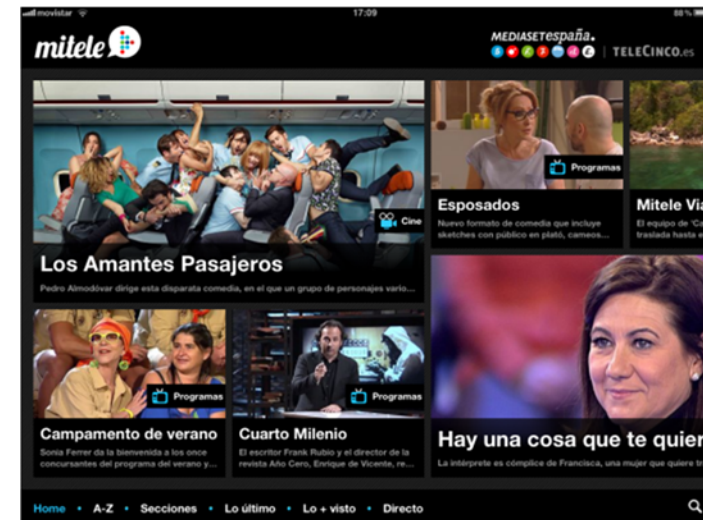 movistar
17:09
88 %
mitele
MEDIASETespaña.
TELECINCO.es
Cine
Los Amantes Pasajeros
Pedro Almodóvar dirige esta disparata comedia, en el que un grupo de personajes vario...
Programas
Esposados
Nuevo formato de comedia que incluye
sketches con público en plató, cameos...
Mitele Via
El equipo de 'Ca
traslada hasta e
Programas
Campamento de verano
Sonia Ferrer da la bienvenida a los once
concursantes del programa del verano y...
Programas
Cuarto Milenio
El escritor Frank Rubio y el director de la
revista Año Cero, Enrique de Vicente, re...
Hay una cosa que te quier
La intérprete es cómplice de Francisca, una mujer que quiere tr
Home • A-Z • Secciones • Lo último • Lo + visto • Directo